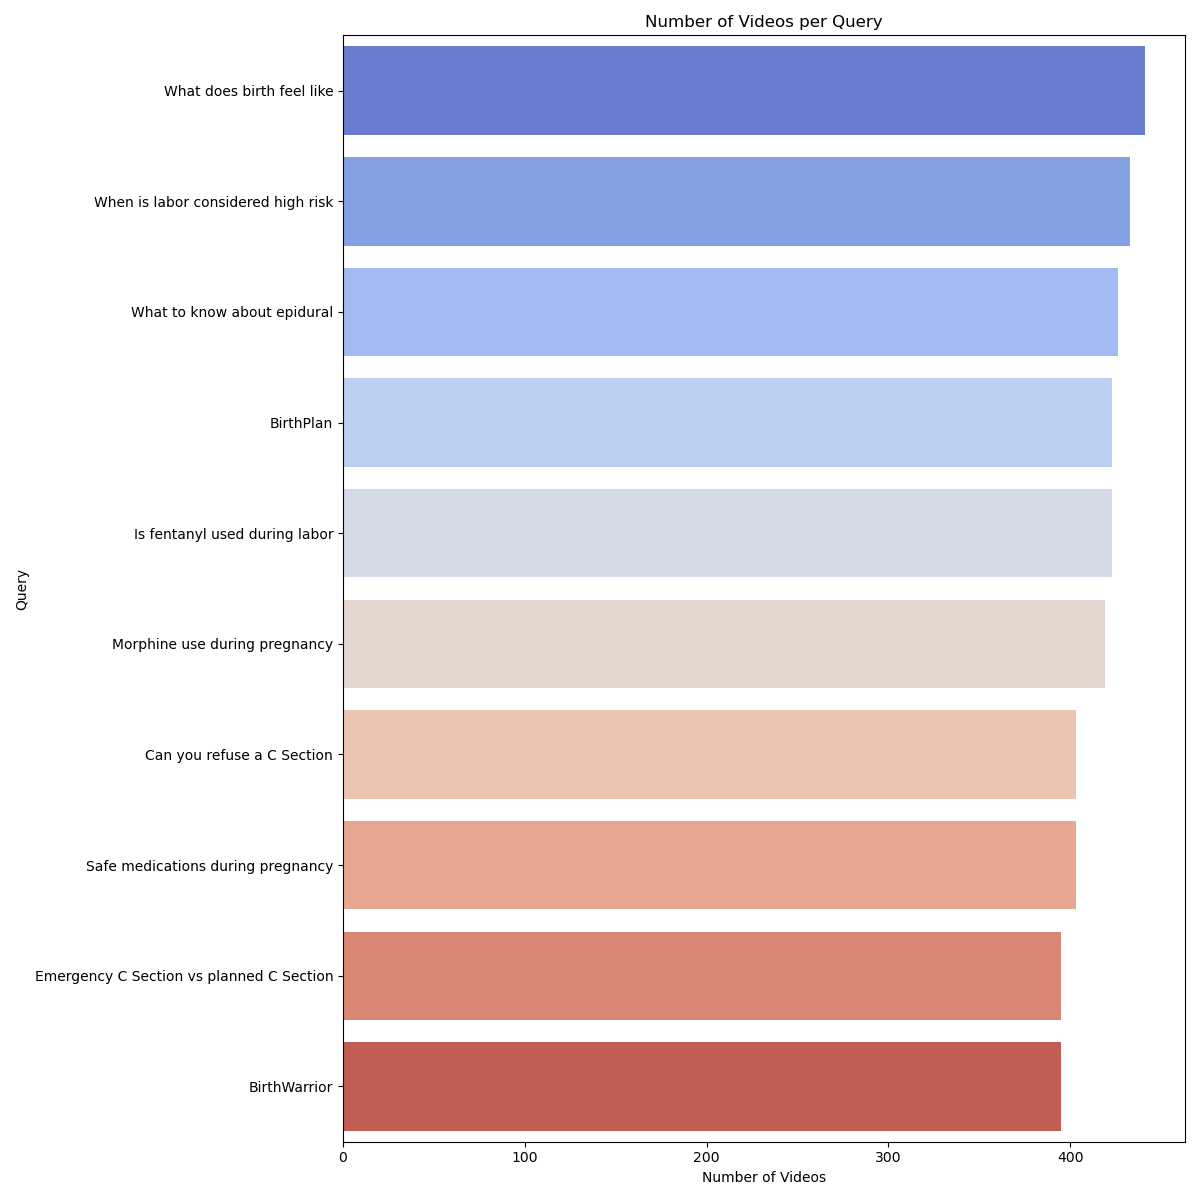 Number of Videos per Query
What does birth feel like
When is labor considered high risk
What to know about epidural
BirthPlan
Is fentanyl used during labor
Query
Morphine use during pregnancy
Can you refuse a C Section
Safe medications during pregnancy
Emergency C Section vs planned C Section
BirthWarrior
0 100 200 300 400
Number of Videos